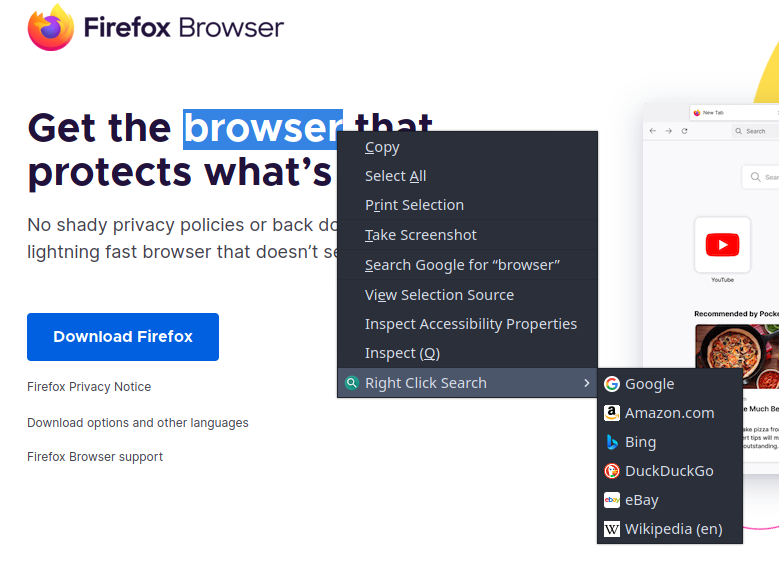 Firefox Browser
Get the browser that
protects what's
No shady privacy policies or back do
lightning fast browser that doesn't se
Download Firefox
Firefox Privacy Notice
Download options and other languages
Firefox Browser support
Copy
Select All
Print Selection
Take Screenshot
Search Google for “browser”
View Selection Source
Inspect Accessibility Properties
Inspect (Q)
Right Click Search
Google
Amazon.com
Bing
DuckDuckGo
eBay
Wikipedia (en)
New Tab
Search
Sear
YouTube
Recommended by Pocke
e Much Be
ake pizza from
ert tips will m
outstanding.